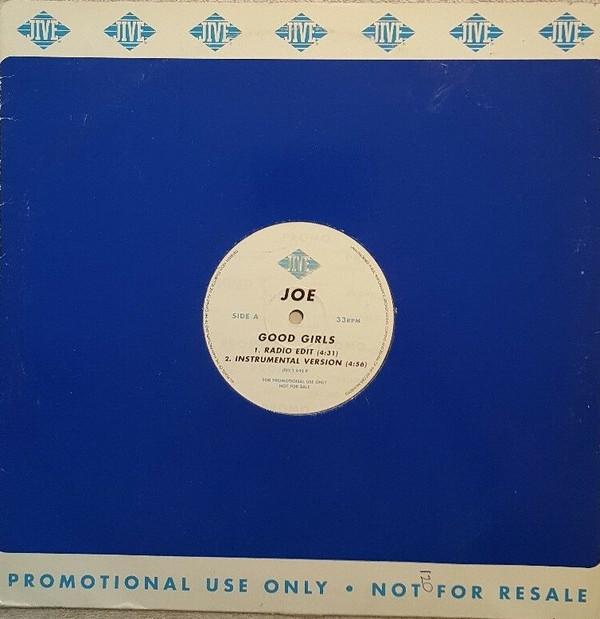 JIVE JIVE JIVE JIVE JIVE JIVE JIVE
JIVE
JOE
SIDE A 33RPM
GOOD GIRLS
1. RADIO EDIT (4:31)
2. INSTRUMENTAL VERSION (4:56)
FOR PROMOTIONAL USE ONLY
NOT FOR SALE
120
PROMOTIONAL USE ONLY • NOT FOR RESALE